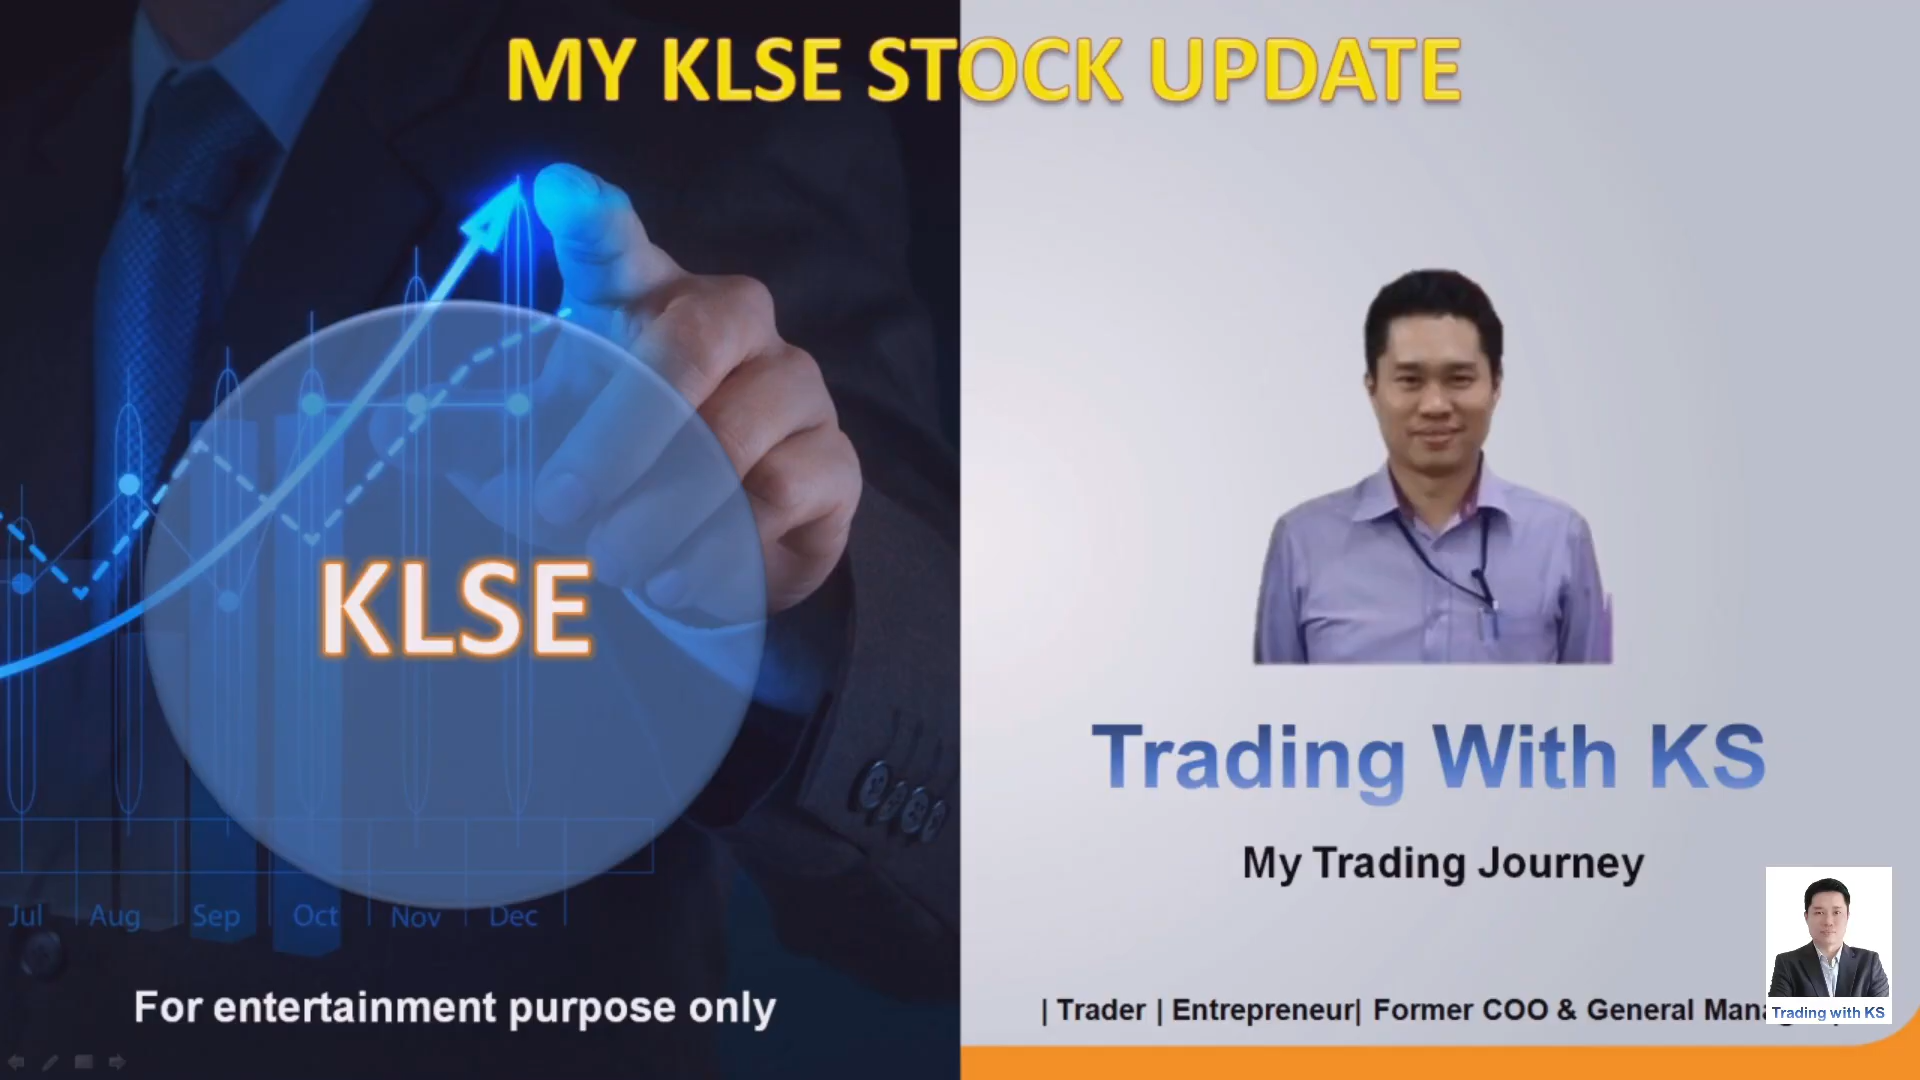 MY KLSE STOCK UPDATE
KLSE
Jul Aug Sep Oct Nov Dec
For entertainment purpose only
Trading With KS
My Trading Journey
| Trader | Entrepreneur| Former COO & General
Trading with KS